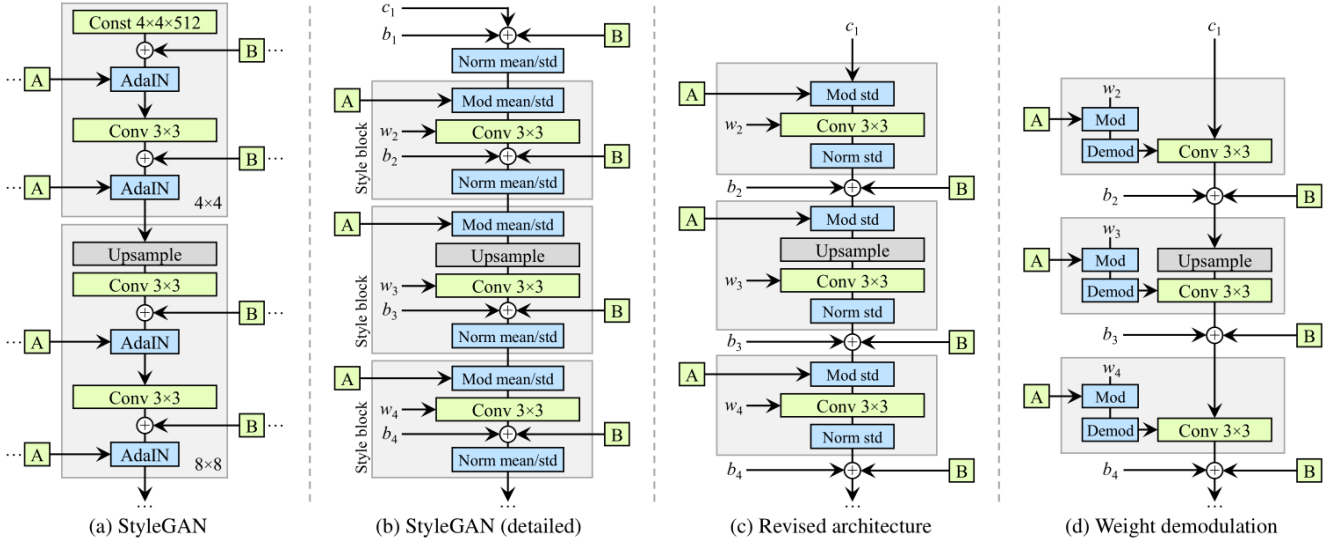 Const 4×4×512
B ···
··· A
AdaIN
Conv 3×3
B ···
··· A
AdaIN
4×4
Upsample
Conv 3×3
B ···
··· A
AdaIN
Conv 3×3
B ···
··· A
AdaIN
8×8
...
(a) StyleGAN
c1
b1
B
Norm mean/std
A
Mod mean/std
w2
Conv 3×3
b2
B
Norm mean/std
Style block
A
Mod mean/std
Upsample
w3
Conv 3×3
b3
B
Norm mean/std
Style block
A
Mod mean/std
w4
Conv 3×3
b4
B
Norm mean/std
Style block
...
(b) StyleGAN (detailed)
c1
A
Mod std
w2
Conv 3×3
Norm std
b2
B
A
Mod std
Upsample
w3
Conv 3×3
Norm std
b3
B
A
Mod std
w4
Conv 3×3
Norm std
b4
B
...
(c) Revised architecture
c1
w2
A
Mod
Demod
Conv 3×3
b2
B
w3
A
Mod
Upsample
Demod
Conv 3×3
b3
B
w4
A
Mod
Demod
Conv 3×3
b4
B
...
(d) Weight demodulation